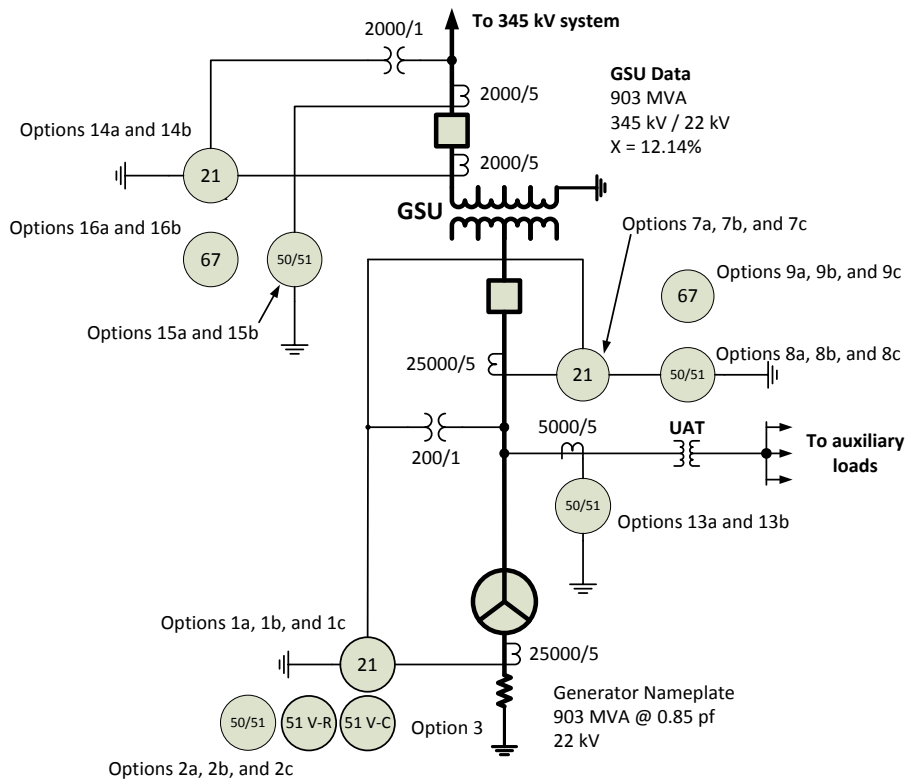 To 345 kV system
2000/1
2000/5
GSU Data
903 MVA
345 kV / 22 kV
X = 12.14%
Options 14a and 14b
21
2000/5
GSU
Options 16a and 16b
67
50/51
Options 15a and 15b
Options 7a, 7b, and 7c
67
Options 9a, 9b, and 9c
25000/5
21
50/51
Options 8a, 8b, and 8c
200/1
5000/5
UAT
To auxiliary
loads
50/51
Options 13a and 13b
Options 1a, 1b, and 1c
21
25000/5
50/51
51 V-R
51 V-C
Option 3
Options 2a, 2b, and 2c
Generator Nameplate
903 MVA @ 0.85 pf
22 kV